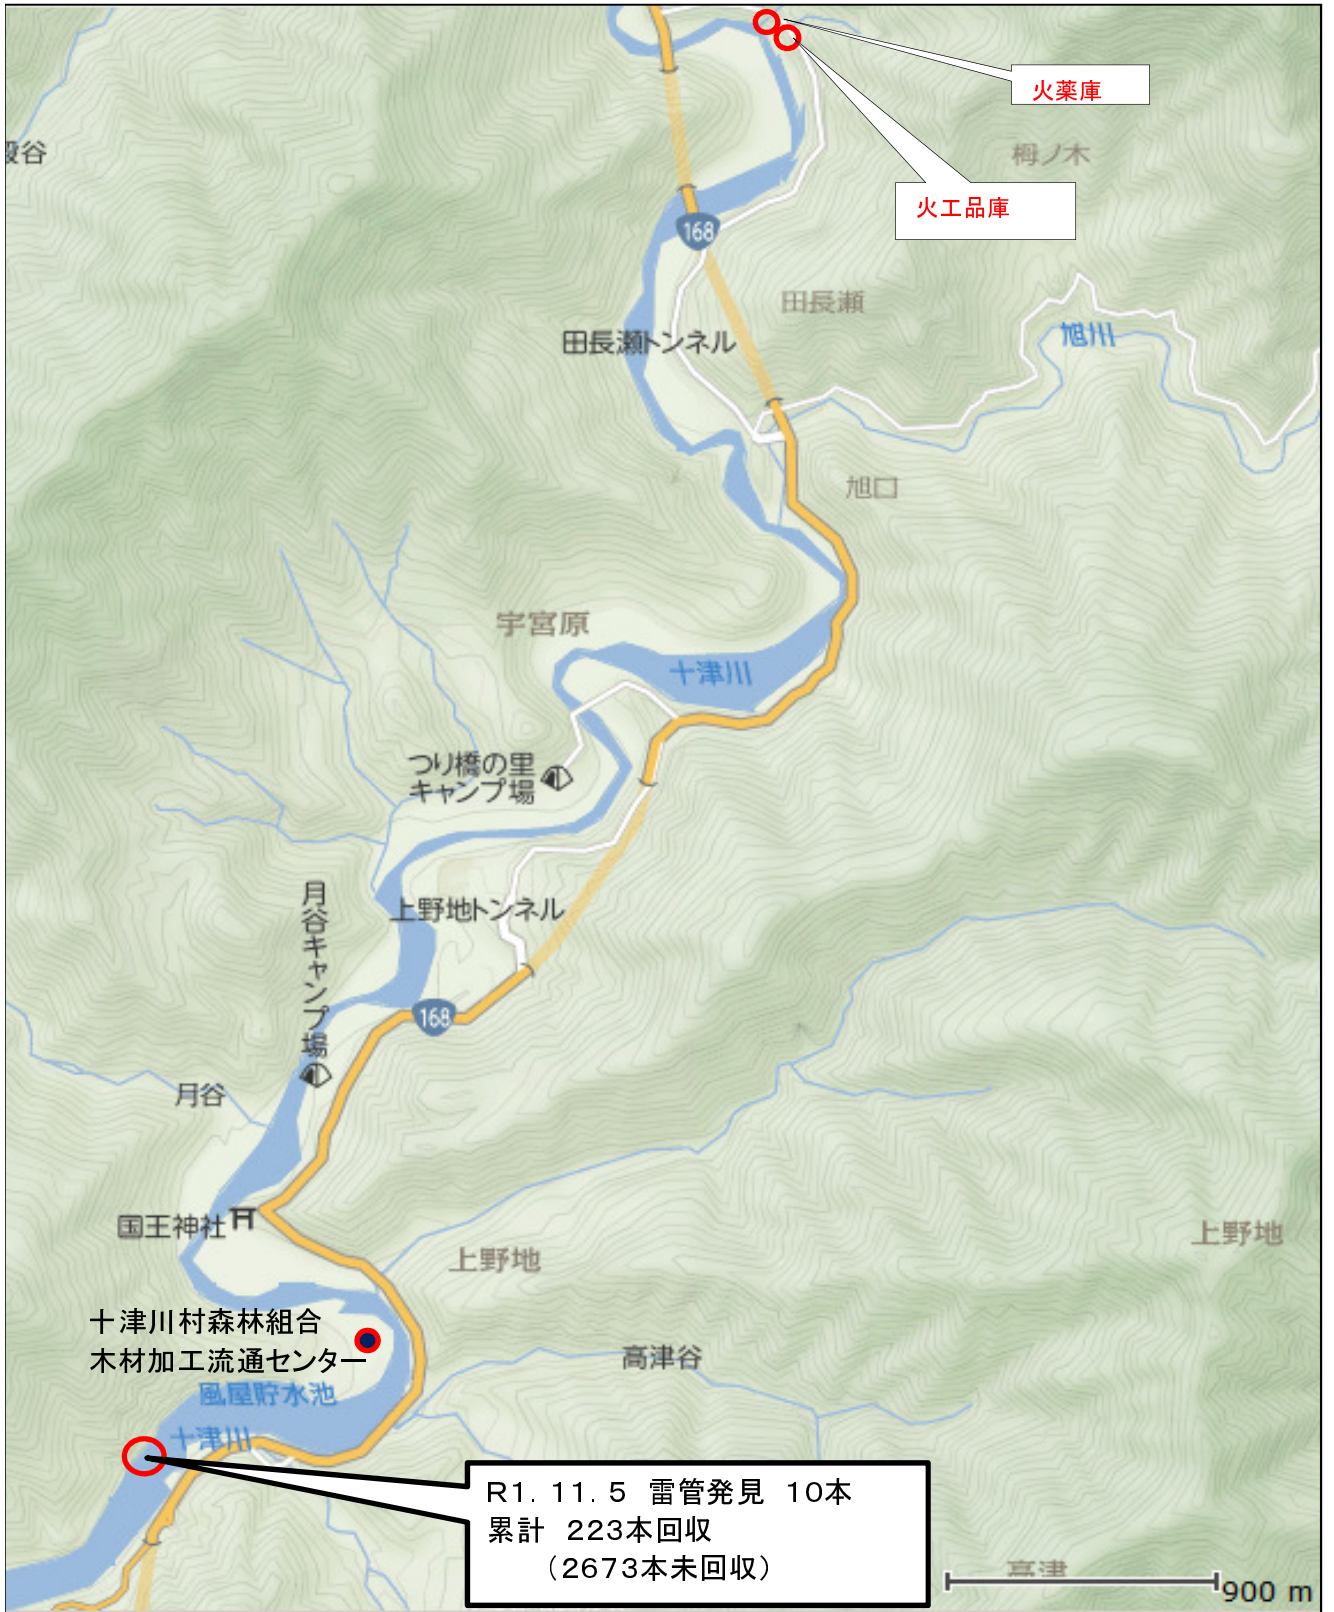 火薬庫
栂ノ木
谷
火工品庫
168
田長瀬
旭川
田長瀬トンネル
旭口
宇宮原
十津川
つり橋の里
キャンプ場
月谷キャンプ場
上野地トンネル
168
月谷
国王神社
上野地
上野地
十津川村森林組合
木材加工流通センター
高津谷
風屋貯水池
十津川
R1.11.5 雷管発見 10本
累計 223本回収
(2673本未回収)
高津
900 m